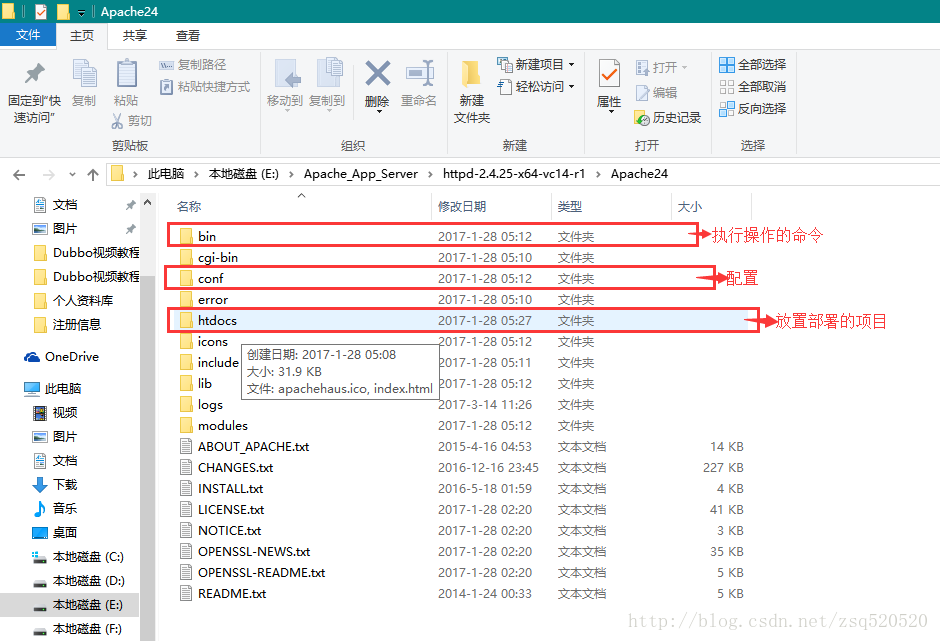 Apache24
文件 主页 共享 查看
固定到"快速访问"
复制
粘贴
复制路径
粘贴快捷方式
剪切
剪贴板
移动到
复制到
删除
重命名
组织
新建文件夹
新建项目
轻松访问
新建
属性
打开
编辑
历史记录
打开
全部选择
全部取消
反向选择
选择
此电脑 > 本地磁盘 (E:) > Apache_App_Server > httpd-2.4.25-x64-vc14-r1 > Apache24
文档
图片
Dubbo视频教程
Dubbo视频教程
个人资料库
注册信息
OneDrive
此电脑
视频
图片
文档
下载
音乐
桌面
本地磁盘 (C:)
本地磁盘 (D:)
本地磁盘 (E:)
本地磁盘 (F:)
名称 修改日期 类型 大小
bin 2017-1-28 05:12 文件夹 执行操作的命令
cgi-bin 2017-1-28 05:10 文件夹
conf 2017-1-28 05:12 文件夹 配置
error 2017-1-28 05:10 文件夹
htdocs 2017-1-28 05:27 文件夹 放置部署的项目
icons 2017-1-28 05:12 文件夹
include 2017-1-28 05:11 文件夹
lib 2017-1-28 05:12 文件夹
logs 2017-3-14 11:26 文件夹
modules 2017-1-28 05:12 文件夹
ABOUT_APACHE.txt 2015-4-16 04:53 文本文档 14 KB
CHANGES.txt 2016-12-16 23:45 文本文档 227 KB
INSTALL.txt 2016-5-18 01:59 文本文档 4 KB
LICENSE.txt 2017-1-28 02:20 文本文档 41 KB
NOTICE.txt 2017-1-28 02:20 文本文档 3 KB
OPENSSL-NEWS.txt 2017-1-28 02:20 文本文档 35 KB
OPENSSL-README.txt 2017-1-28 02:20 文本文档 5 KB
README.txt 2014-1-24 00:33 文本文档 5 KB
创建日期: 2017-1-28 05:08
大小: 31.9 KB
文件: apachehaus.ico, index.html
http://blog.csdn.net/zsq520520